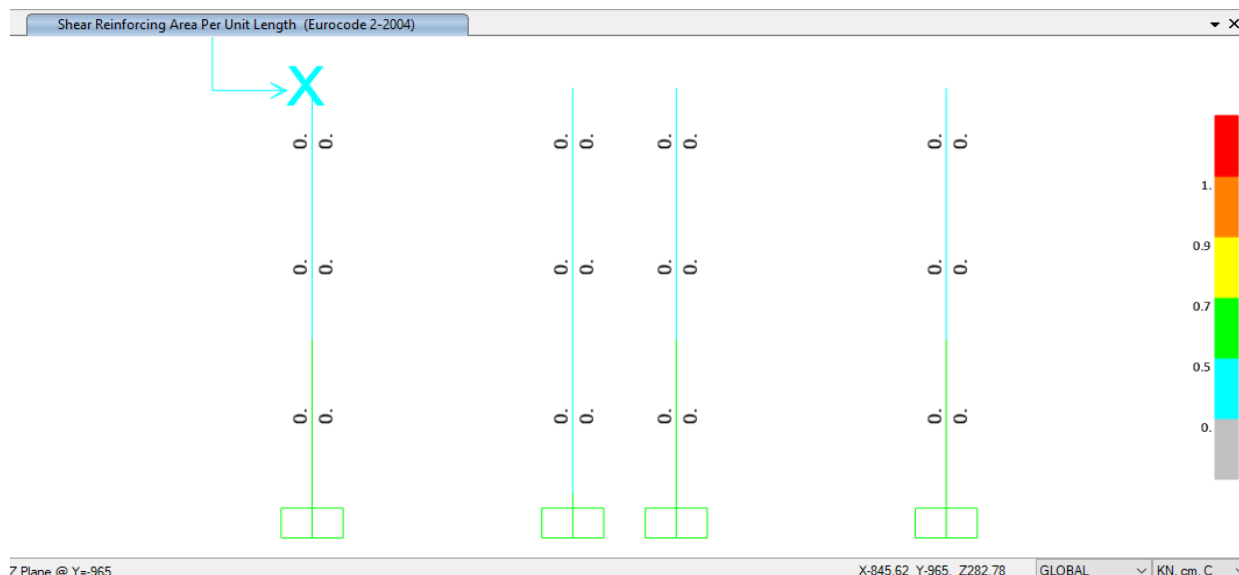 Shear Reinforcing Area Per Unit Length (Eurocode 2-2004)
X
0. 0. 0. 0. 0. 0. 0. 0.
0. 0. 0. 0. 0. 0. 0. 0.
0. 0. 0. 0. 0. 0. 0. 0.
1.
0.9
0.7
0.5
0.
Z Plane @ Y=-965
X-845.62 Y-965. Z282.78
GLOBAL
KN, cm, C